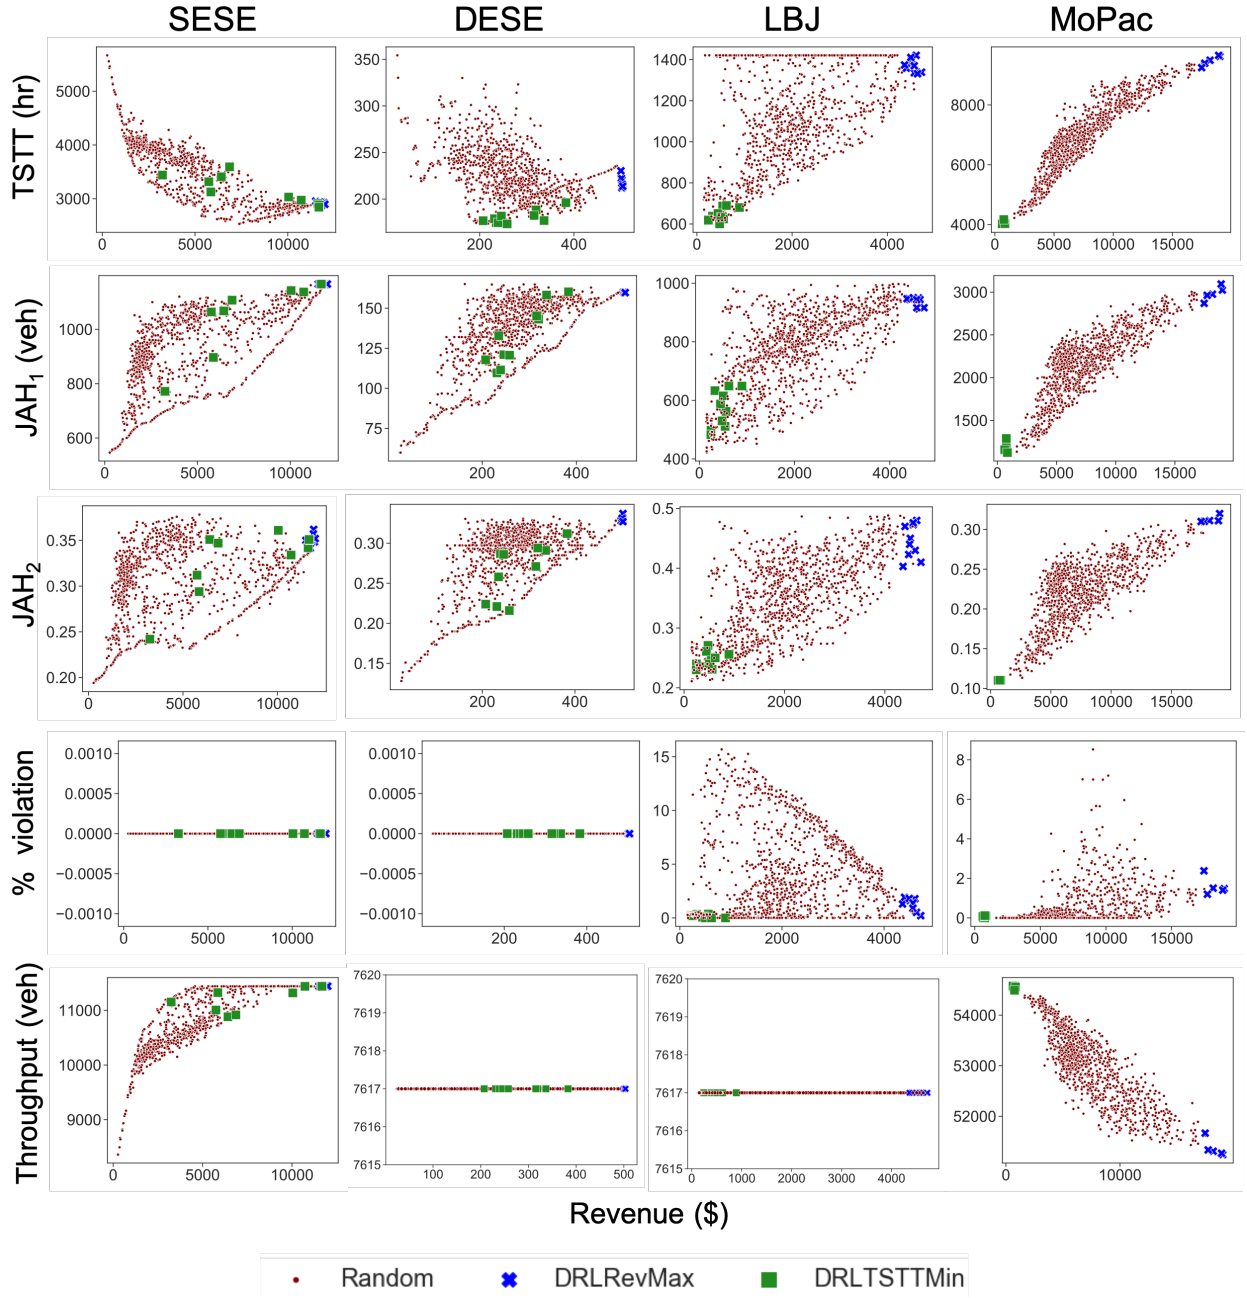 SESE DESE LBJ MoPac
TSTT (hr)
5000 4000 3000
0 5000 10000
350 300 250 200
200 400
1400 1200 1000 800 600
0 2000 4000
8000 6000 4000
0 5000 10000 15000
JAH1 (veh)
1000 800 600
0 5000 10000
150 125 100 75
200 400
1000 800 600 400
0 2000 4000
3000 2500 2000 1500
0 5000 10000 15000
JAH2
0.35 0.30 0.25 0.20
0 5000 10000
0.30 0.25 0.20 0.15
200 400
0.5 0.4 0.3 0.2
0 2000 4000
0.30 0.25 0.20 0.15 0.10
0 5000 10000 15000
% violation
0.0010 0.0005 0.0000 −0.0005 −0.0010
0 5000 10000
0.0010 0.0005 0.0000 −0.0005 −0.0010
200 400
15 10 5 0
0 2000 4000
8 6 4 2 0
0 5000 10000 15000
Throughput (veh)
11000 10000 9000
0 5000 10000
7620 7619 7618 7617 7616 7615
100 200 300 400 500
7620 7619 7618 7617 7616 7615
0 1000 2000 3000 4000
54000 53000 52000
0 10000
Revenue ($)
Random DRLRevMax DRLTSTTMin